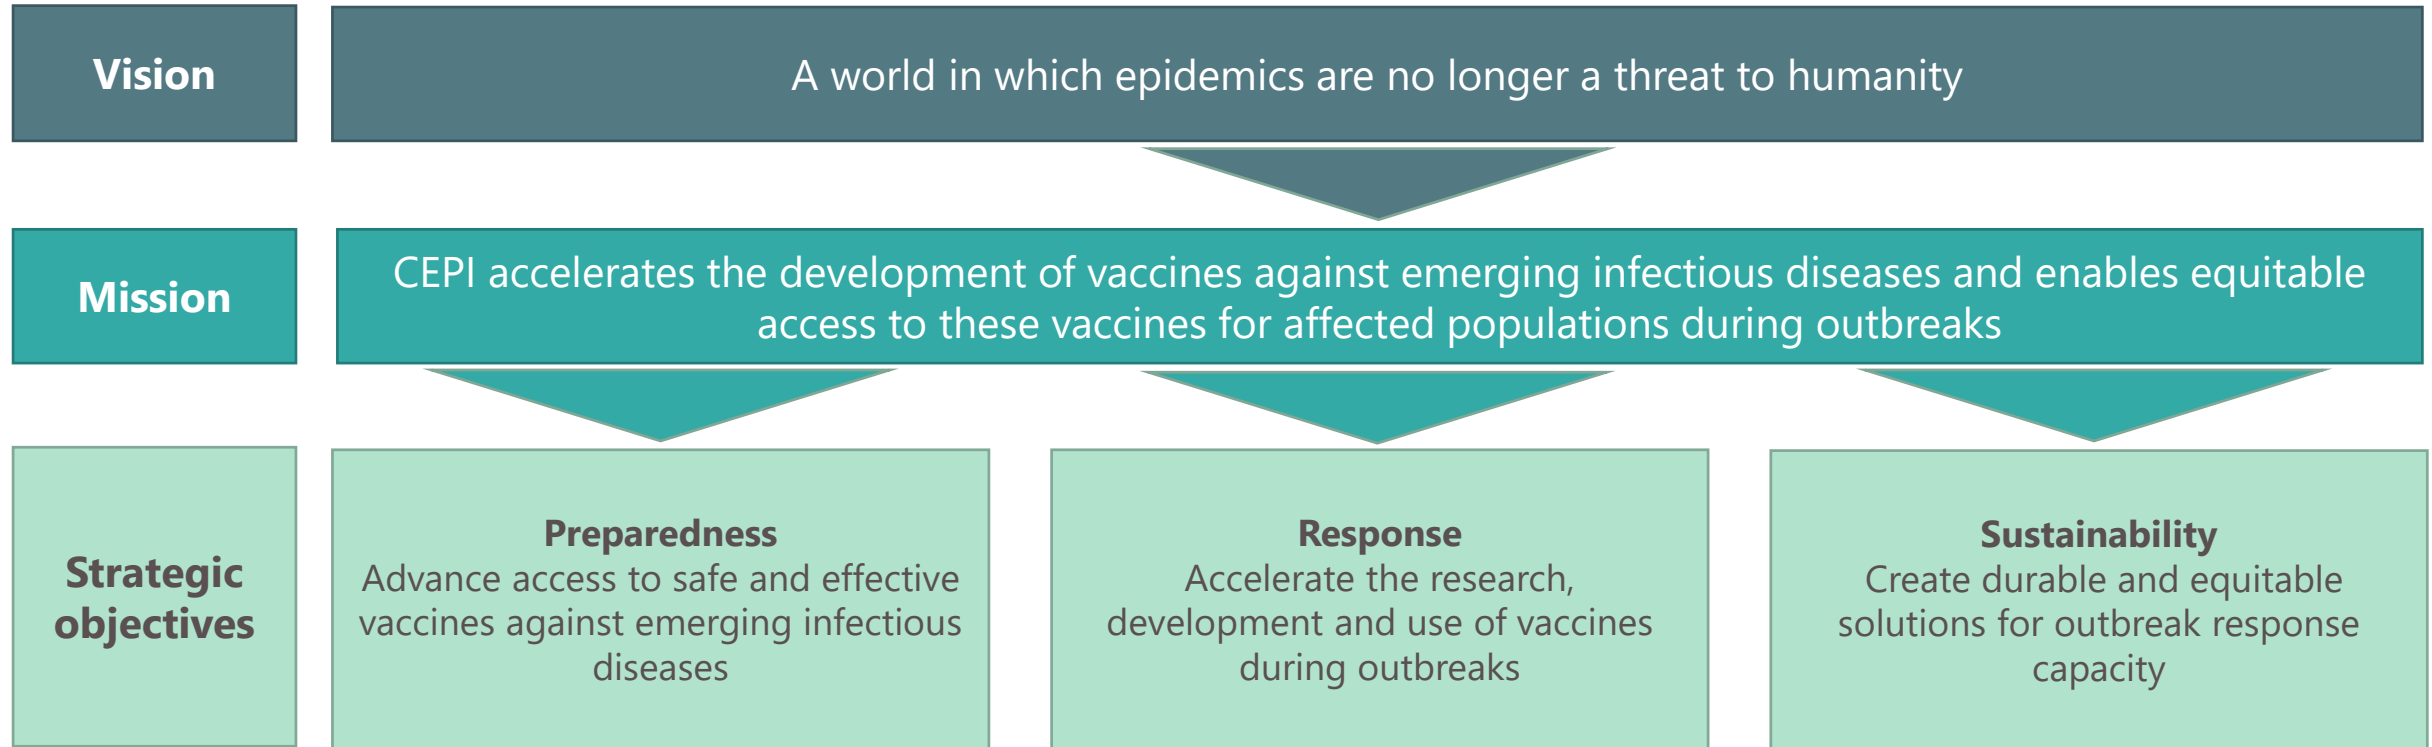 Vision
A world in which epidemics are no longer a threat to humanity
Mission
CEPI accelerates the development of vaccines against emerging infectious diseases and enables equitable
access to these vaccines for affected populations during outbreaks
Strategic
objectives
Preparedness
Advance access to safe and effective
vaccines against emerging infectious
diseases
Response
Accelerate the research,
development and use of vaccines
during outbreaks
Sustainability
Create durable and equitable
solutions for outbreak response
capacity